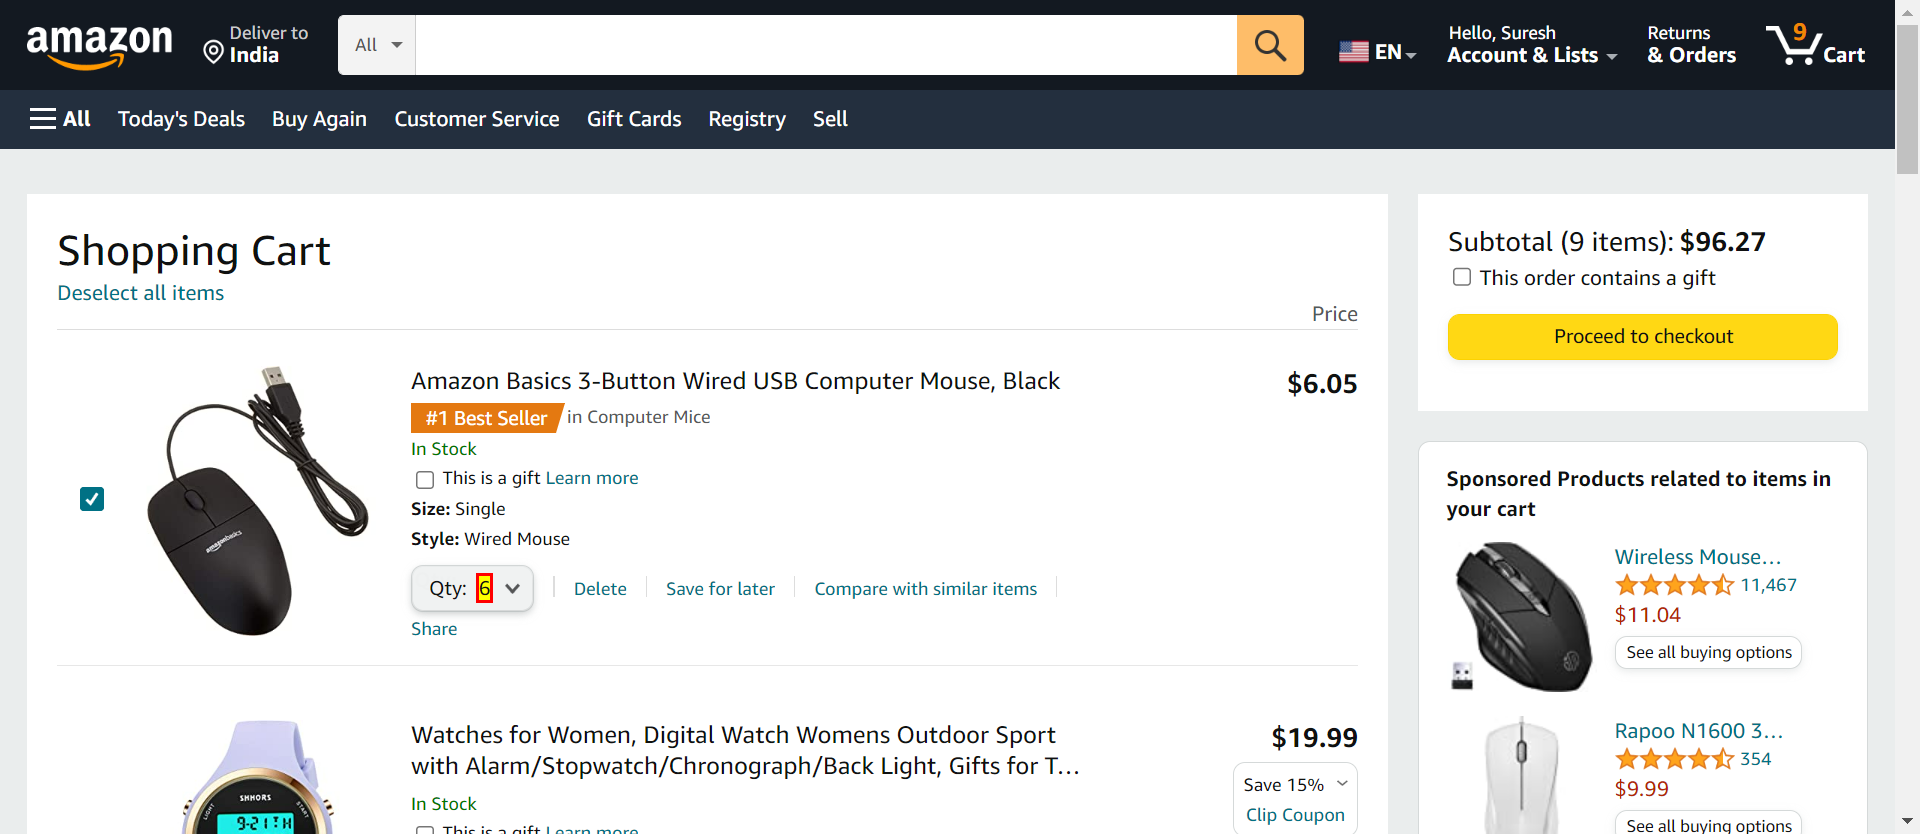 amazon
Deliver to
India
All
EN
Hello, Suresh
Account & Lists
Returns
& Orders
9
Cart
All
Today's Deals
Buy Again
Customer Service
Gift Cards
Registry
Sell
Shopping Cart
Deselect all items
Price
Amazon Basics 3-Button Wired USB Computer Mouse, Black
$6.05
#1 Best Seller in Computer Mice
In Stock
This is a gift Learn more
Size: Single
Style: Wired Mouse
Qty: 6
Delete
Save for later
Compare with similar items
Share
amazonbasics
Watches for Women, Digital Watch Womens Outdoor Sport
with Alarm/Stopwatch/Chronograph/Back Light, Gifts for T...
$19.99
Save 15%
Clip Coupon
In Stock
This is a gift Learn more
SHHORS
LIGHT
START
Subtotal (9 items): $96.27
This order contains a gift
Proceed to checkout
Sponsored Products related to items in
your cart
Wireless Mouse...
11,467
$11.04
See all buying options
Rapoo N1600 3...
354
$9.99
See all buying options